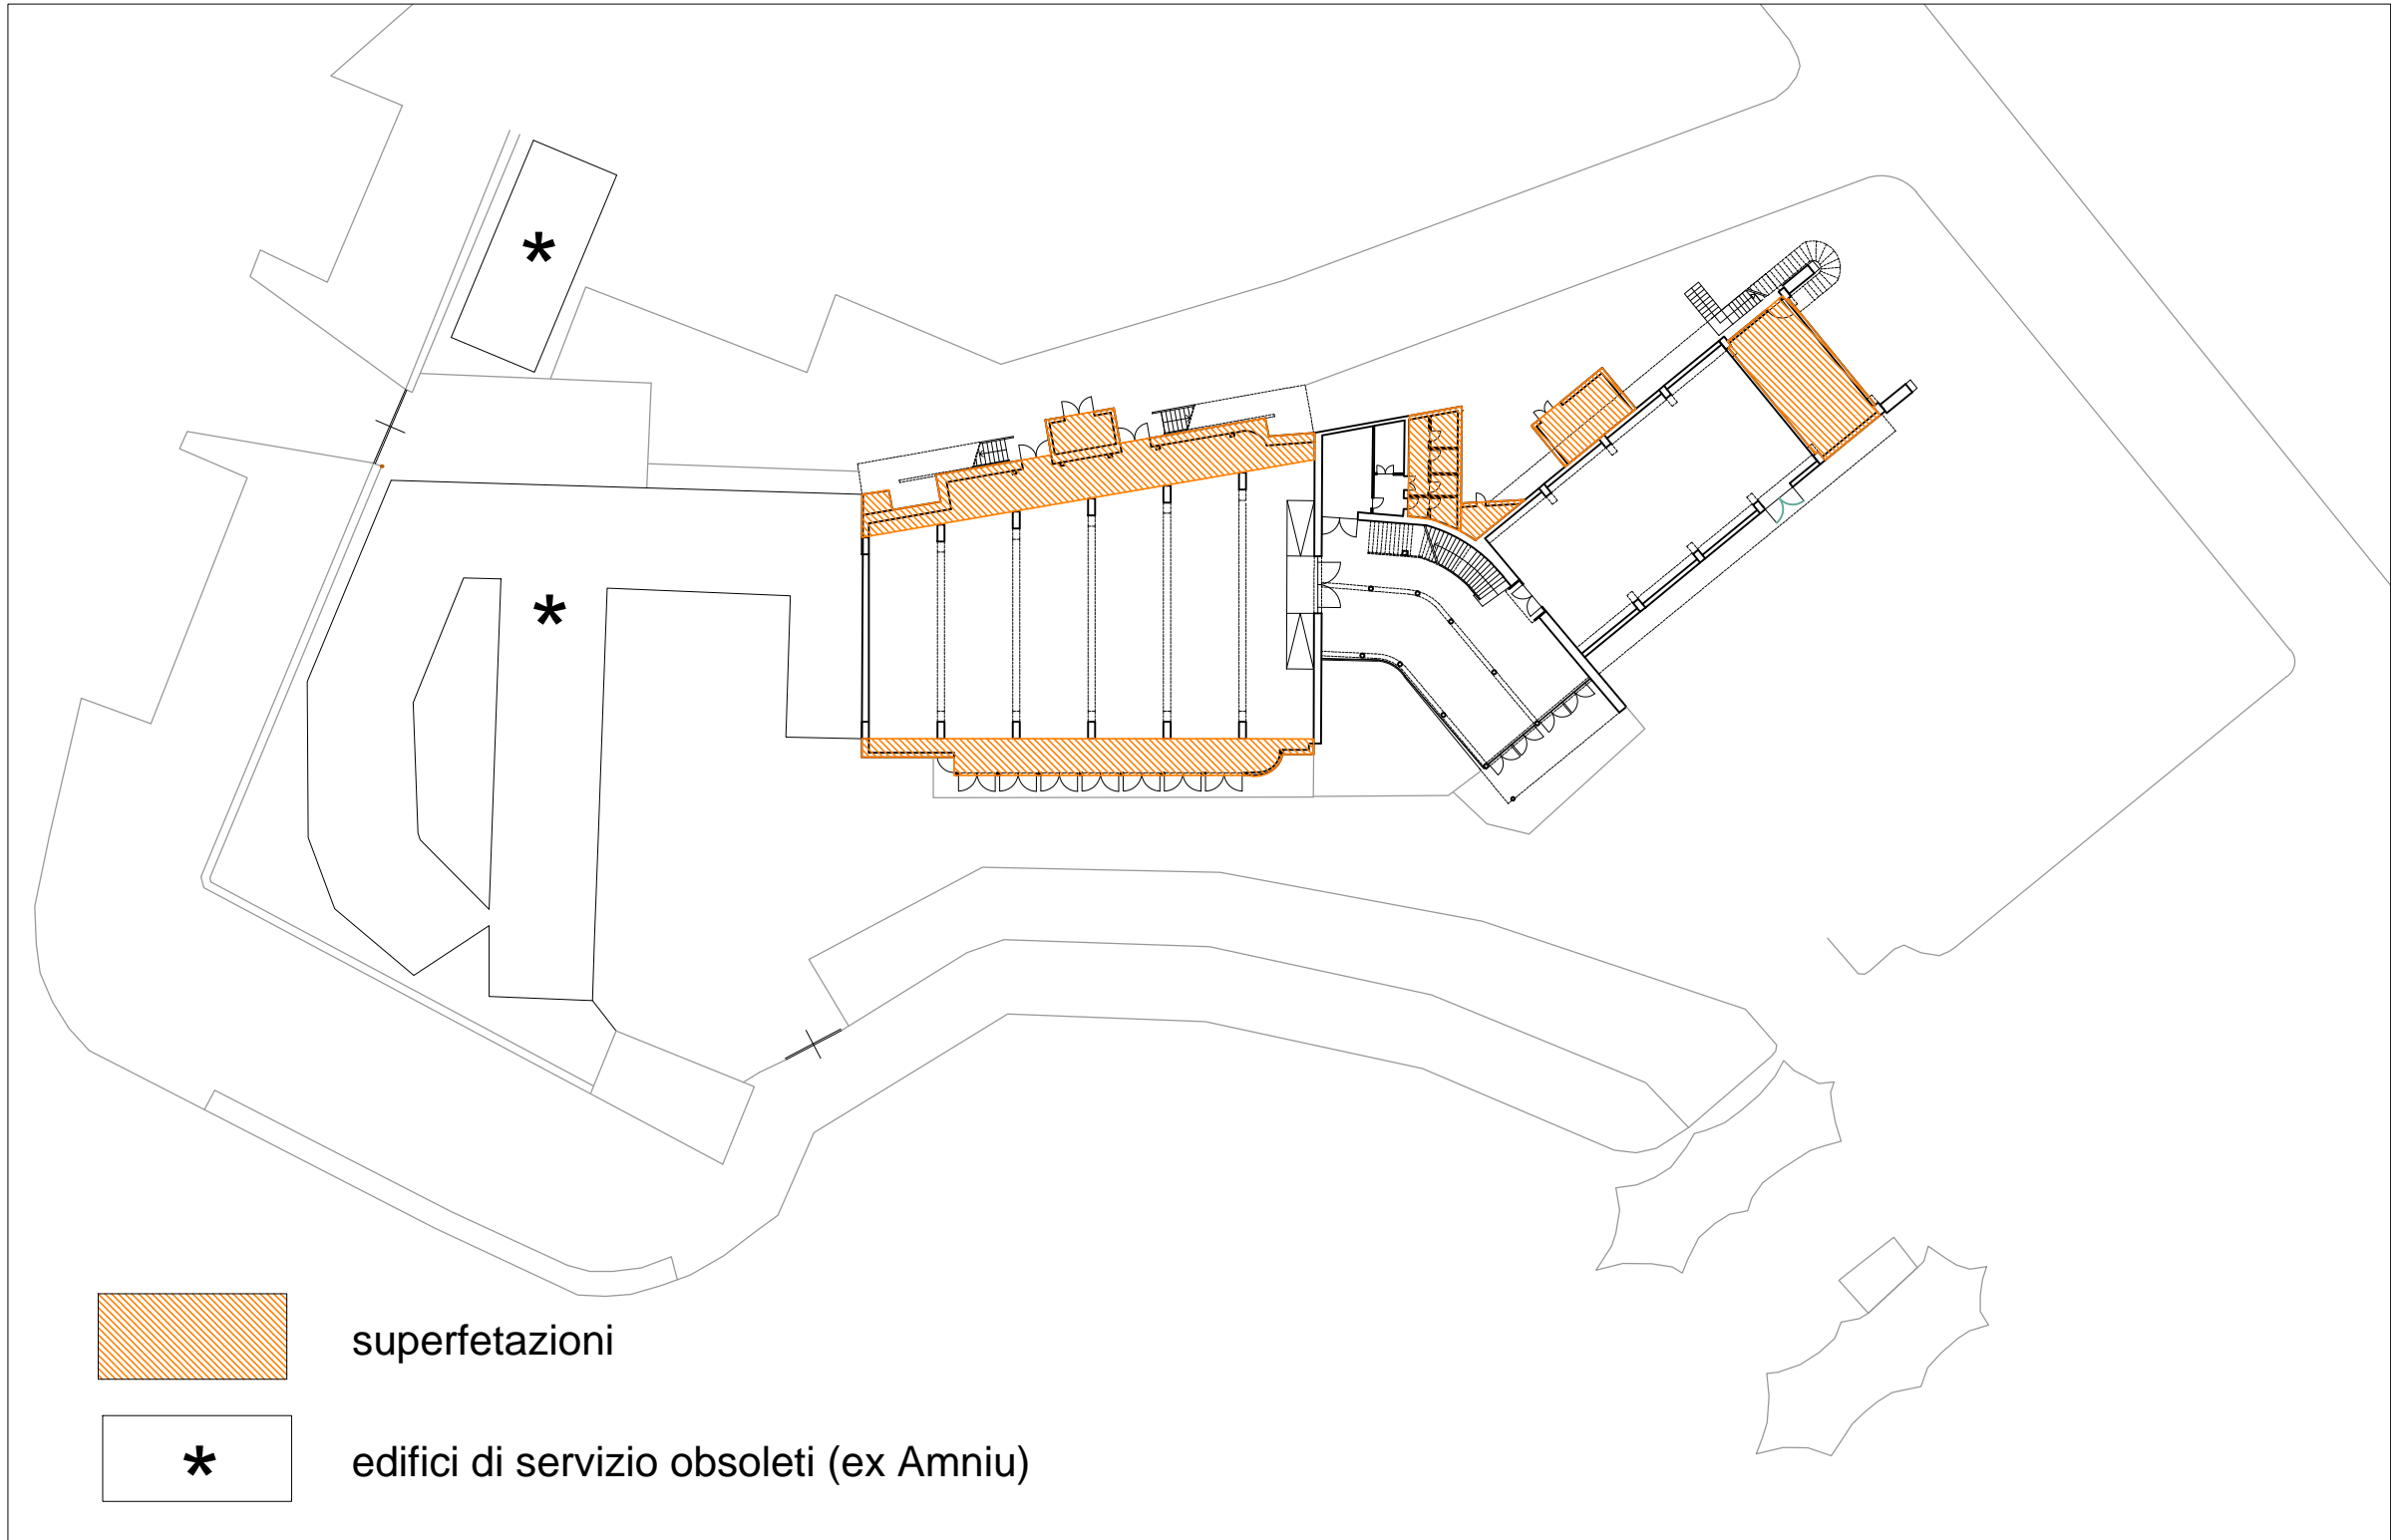 *
*
superfetazioni
*
edifici di servizio obsoleti (ex Amniu)